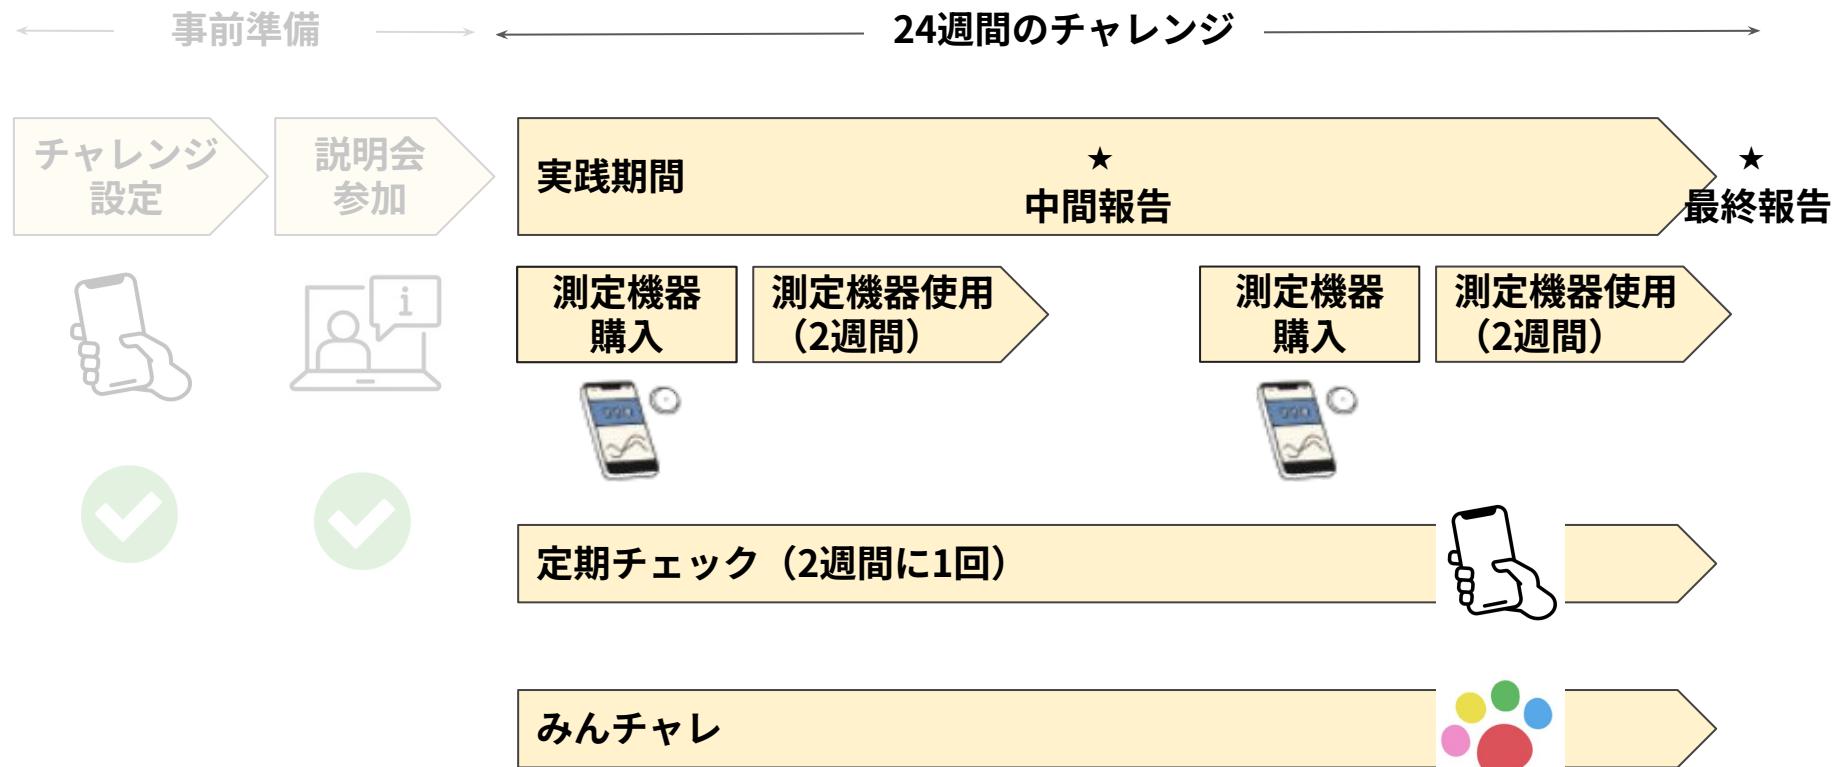 事前準備
24週間のチャレンジ
チャレンジ
設定
説明会
参加
実践期間
★
中間報告
★
最終報告
測定機器
購入
測定機器使用
（2週間）
測定機器
購入
測定機器使用
（2週間）
定期チェック（2週間に1回）
みんチャレ